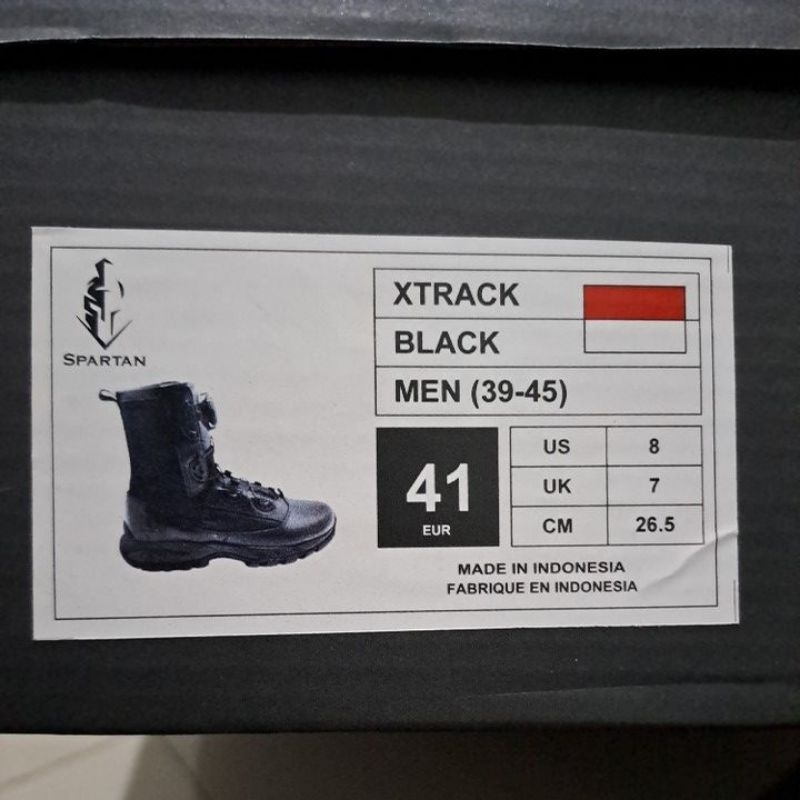 SPARTAN
XTRACK
BLACK
MEN (39-45)
41
EUR
US 8
UK 7
CM 26.5
MADE IN INDONESIA
FABRIQUE EN INDONESIA